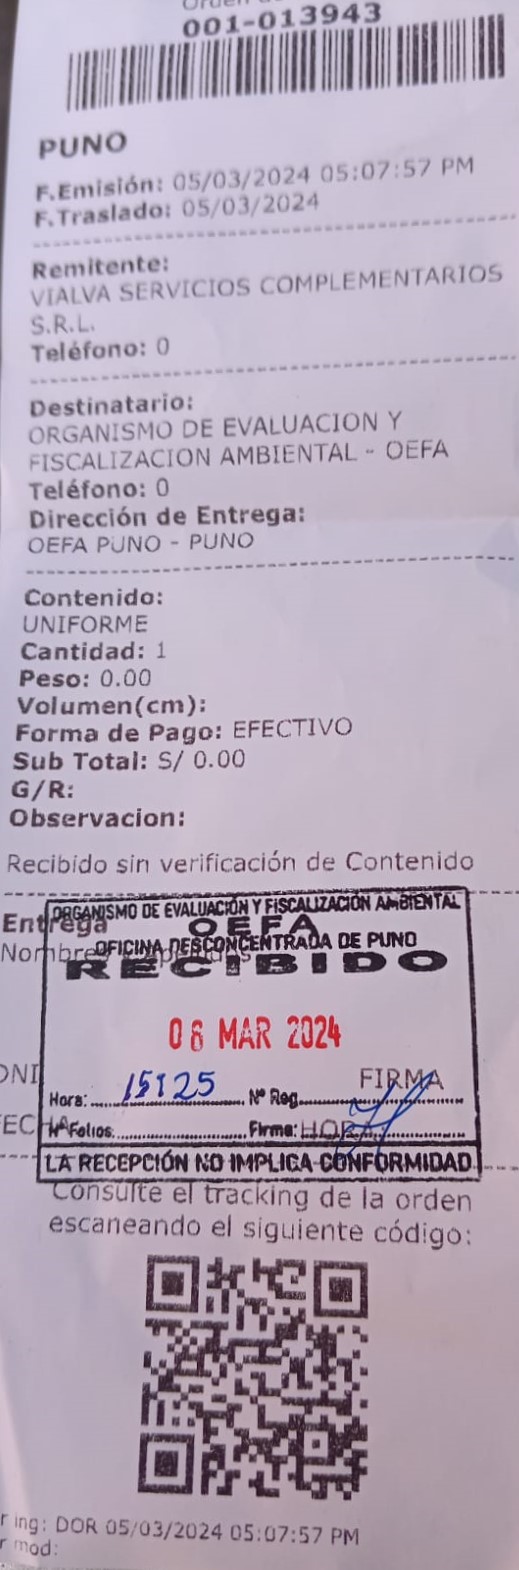 001-013943
PUNO
F.Emisión: 05/03/2024 05:07:57 PM
F.Traslado: 05/03/2024
Remitente:
VIALVA SERVICIOS COMPLEMENTARIOS
S.R.L.
Teléfono: 0
Destinatario:
ORGANISMO DE EVALUACION Y
FISCALIZACION AMBIENTAL - OEFA
Teléfono: 0
Dirección de Entrega:
OEFA PUNO - PUNO
Contenido:
UNIFORME
Cantidad: 1
Peso: 0.00
Volumen(cm):
Forma de Pago: EFECTIVO
Sub Total: S/ 0.00
G/R:
Observacion:
Recibido sin verificación de Contenido
ORGANISMO DE EVALUACIÓN Y FISCALIZACIÓN AMBIENTAL
Entrega
OEFA
OFICINA DESCONCENTRADA DE PUNO
RECIBIDO
MAR 2024
FIRMA
Hora: Nº Reg.
Nº Folios Firma: HORA
LA RECEPCIÓN NO IMPLICA CONFORMIDAD
Consulte el tracking de la orden
escaneando el siguiente código:
ing: DOR 05/03/2024 05:07:57 PM
mod: